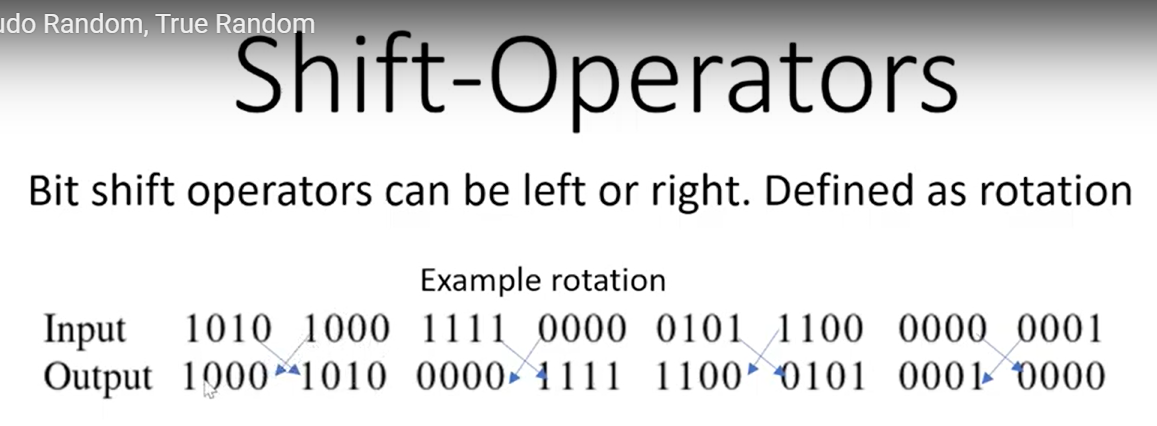 udo Random, True Random
Shift-Operators
Bit shift operators can be left or right. Defined as rotation
Example rotation
Input 1010 1000 1111 0000 0101 1100 0000 0001
Output 1000 1010 0000 1111 1100 0101 0001 0000